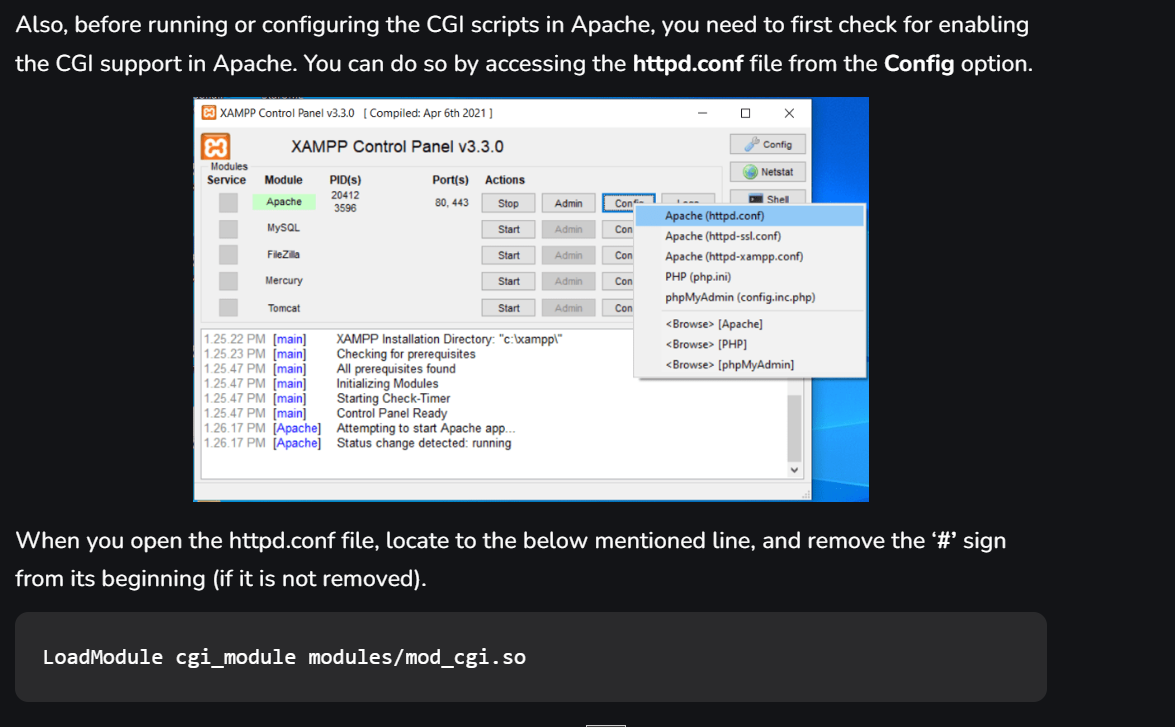 Also, before running or configuring the CGI scripts in Apache, you need to first check for enabling
the CGI support in Apache. You can do so by accessing the httpd.conf file from the Config option.
XAMPP Control Panel v3.3.0 [ Compiled: Apr 6th 2021 ]
XAMPP Control Panel v3.3.0
Config
Modules
Service Module PID(s) Port(s) Actions
Netstat
Shell
Apache 20412 3596 80, 443 Stop Admin
MySQL Start Admin Con
FileZilla Start Admin Con
Mercury Start Admin Con
Tomcat Start Admin Con
Apache (httpd.conf)
Apache (httpd-ssl.conf)
Apache (httpd-xampp.conf)
PHP (php.ini)
phpMyAdmin (config.inc.php)
<Browse> [Apache]
<Browse> [PHP]
<Browse> [phpMyAdmin]
1.25.22 PM [main] XAMPP Installation Directory: "c:\xampp\"
1.25.23 PM [main] Checking for prerequisites
1.25.47 PM [main] All prerequisites found
1.25.47 PM [main] Initializing Modules
1.25.47 PM [main] Starting Check-Timer
1.25.47 PM [main] Control Panel Ready
1.26.17 PM [Apache] Attempting to start Apache app...
1.26.17 PM [Apache] Status change detected: running
When you open the httpd.conf file, locate to the below mentioned line, and remove the ‘#’ sign
from its beginning (if it is not removed).
LoadModule cgi_module modules/mod_cgi.so